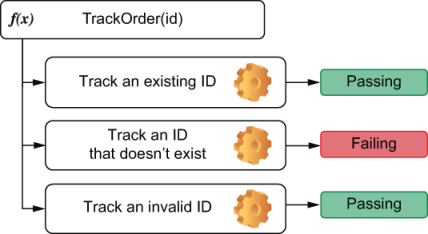 f(x) TrackOrder(id)
Track an existing ID
Passing
Track an ID
that doesn't exist
Failing
Track an invalid ID
Passing